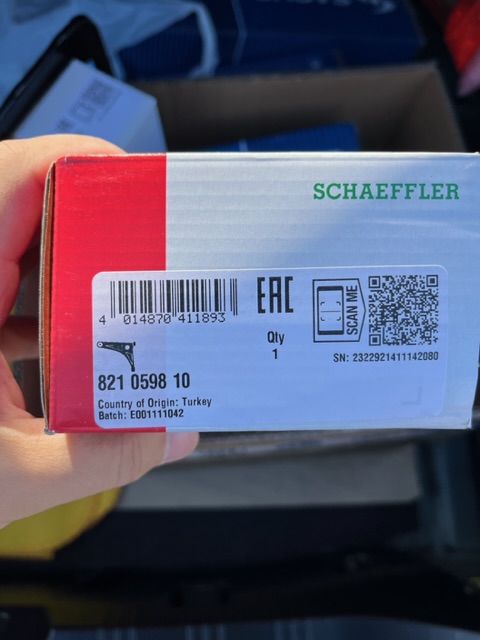 SCHAEFFLER
4 014870 411893
EAC
SCAN ME
Qty
1
SN: 2322921411142080
821 0598 10
Country of Origin: Turkey
Batch: E001111042